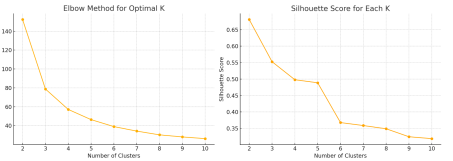 Elbow Method for Optimal K
140
120
100
80
60
40
2 3 4 5 6 7 8 9 10
Number of Clusters
Silhouette Score for Each K
Silhouette Score
0.65
0.60
0.55
0.50
0.45
0.40
0.35
2 3 4 5 6 7 8 9 10
Number of Clusters